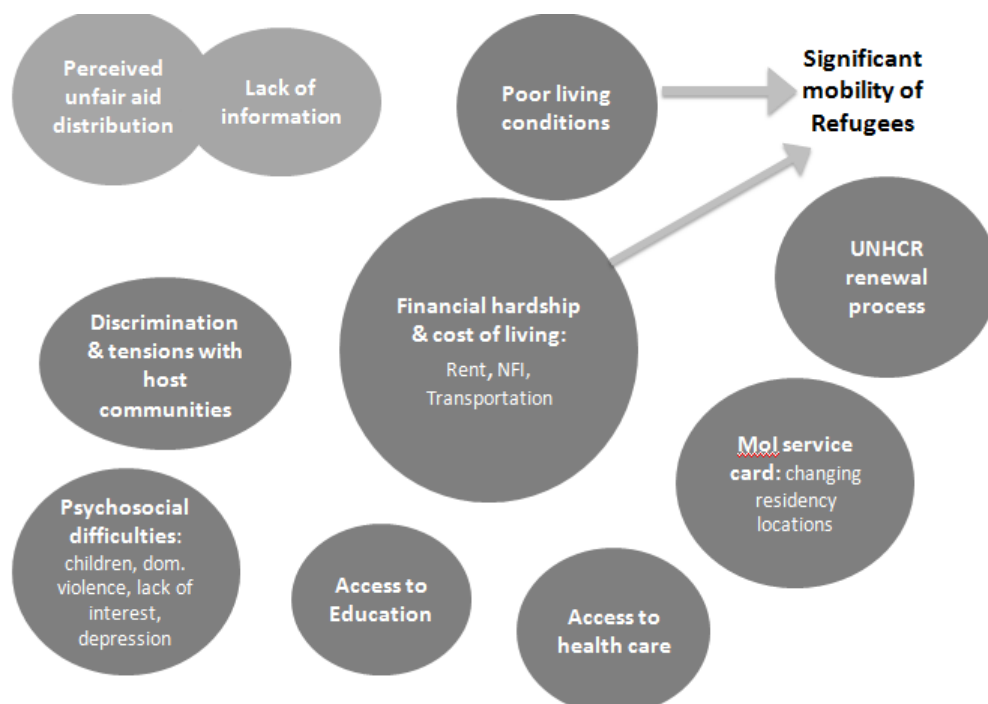 Perceived
unfair aid
distribution
Lack of
information
Poor living
conditions
Significant
mobility of
Refugees
UNHCR
renewal
process
Financial hardship
& cost of living:
Rent, NFI,
Transportation
Discrimination
& tensions with
host
communities
MoI service
card: changing
residency
locations
Psychosocial
difficulties:
children, dom.
violence, lack of
interest,
depression
Access to
Education
Access to
health care